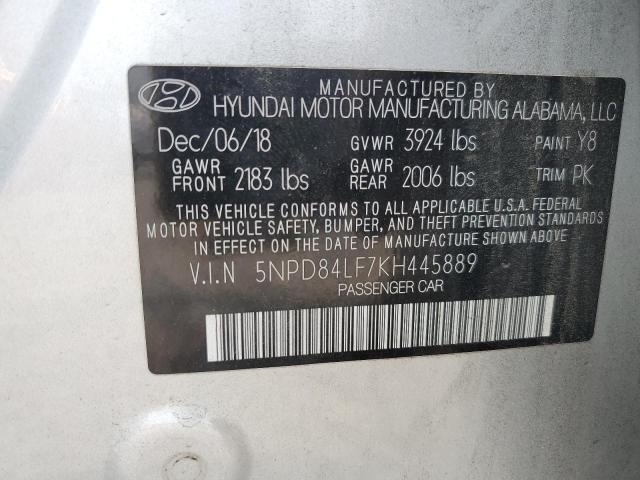 MANUFACTURED BY
HYUNDAI MOTOR MANUFACTURING ALABAMA, LLC
Dec/06/18 GVWR 3924 lbs PAINT Y8
GAWR FRONT 2183 lbs GAWR REAR 2006 lbs TRIM PK
THIS VEHICLE CONFORMS TO ALL APPLICABLE U.S.A. FEDERAL
MOTOR VEHICLE SAFETY, BUMPER, AND THEFT PREVENTION STANDARDS
IN EFFECT ON THE DATE OF MANUFACTURE SHOWN ABOVE.
V.I.N 5NPD84LF7KH445889
PASSENGER CAR